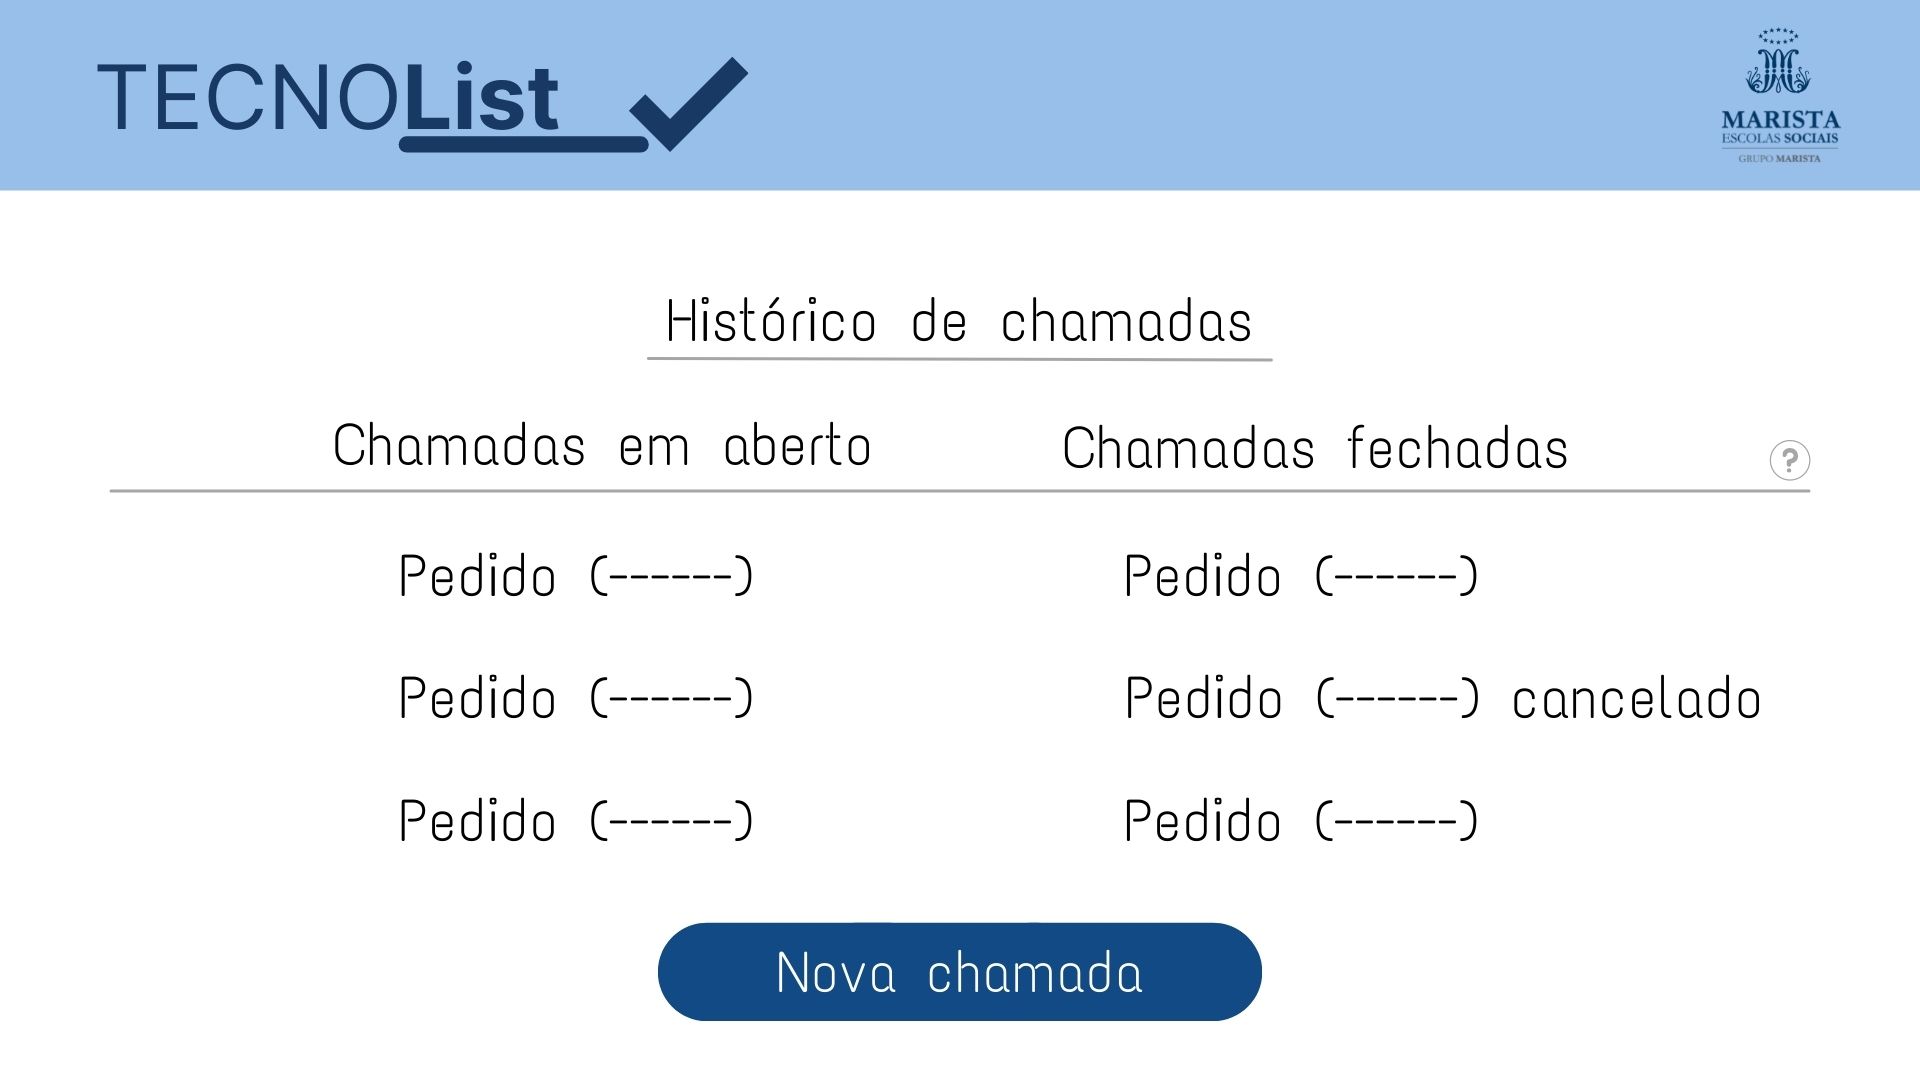 TECNOList
MARISTA
ESCOLAS SOCIAIS
GRUPO MARISTA
Histórico de chamadas
Chamadas em aberto
Chamadas fechadas
?
Pedido (------)
Pedido (------)
Pedido (------)
Pedido (------) cancelado
Pedido (------)
Pedido (------)
Nova chamada